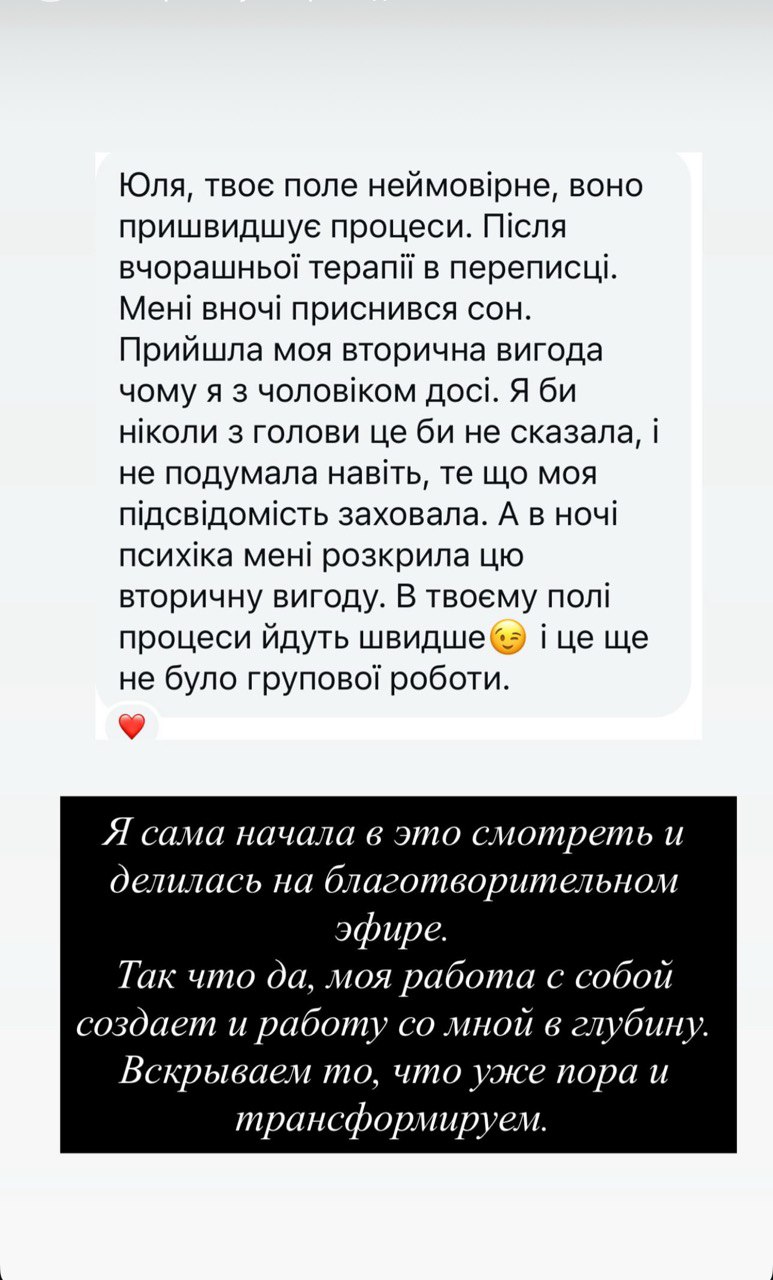 Юля, твоє поле неймовірне, воно
пришвидшує процеси. Після
вчорашньої терапії в переписці.
Мені вночі приснився сон.
Прийшла моя вторична вигода
чому я з чоловіком досі. Я би
ніколи з голови це би не сказала, і
не подумала навіть, те що моя
підсвідомість заховала. А в ночі
психіка мені розкрила цю
вторичну вигоду. В твоєму полі
процеси йдуть швидше😉 і це ще
не було групової роботи.
❤️
Я сама начала в это смотреть и
делилась на благотворительном
эфире.
Так что да, моя работа с собой
создает и работу со мной в глубину.
Вскрываем то, что уже пора и
трансформируем.